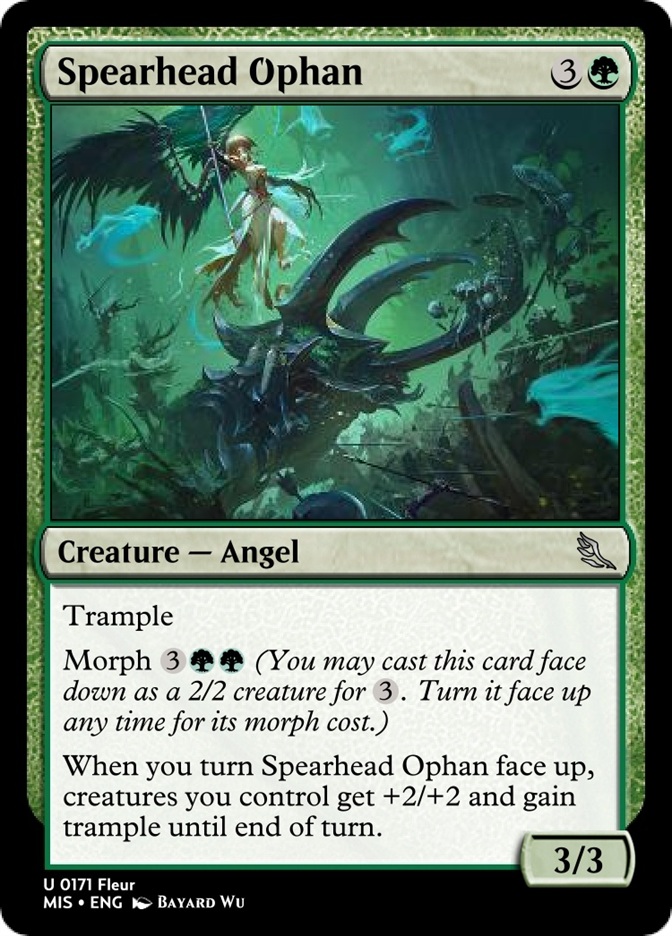 Spearhead Ophan 3
Creature — Angel
Trample
Morph 3 (You may cast this card face
down as a 2/2 creature for 3. Turn it face up
any time for its morph cost.)
When you turn Spearhead Ophan face up,
creatures you control get +2/+2 and gain
trample until end of turn.
3/3
U 0171 Fleur
MIS • ENG Bayard Wu